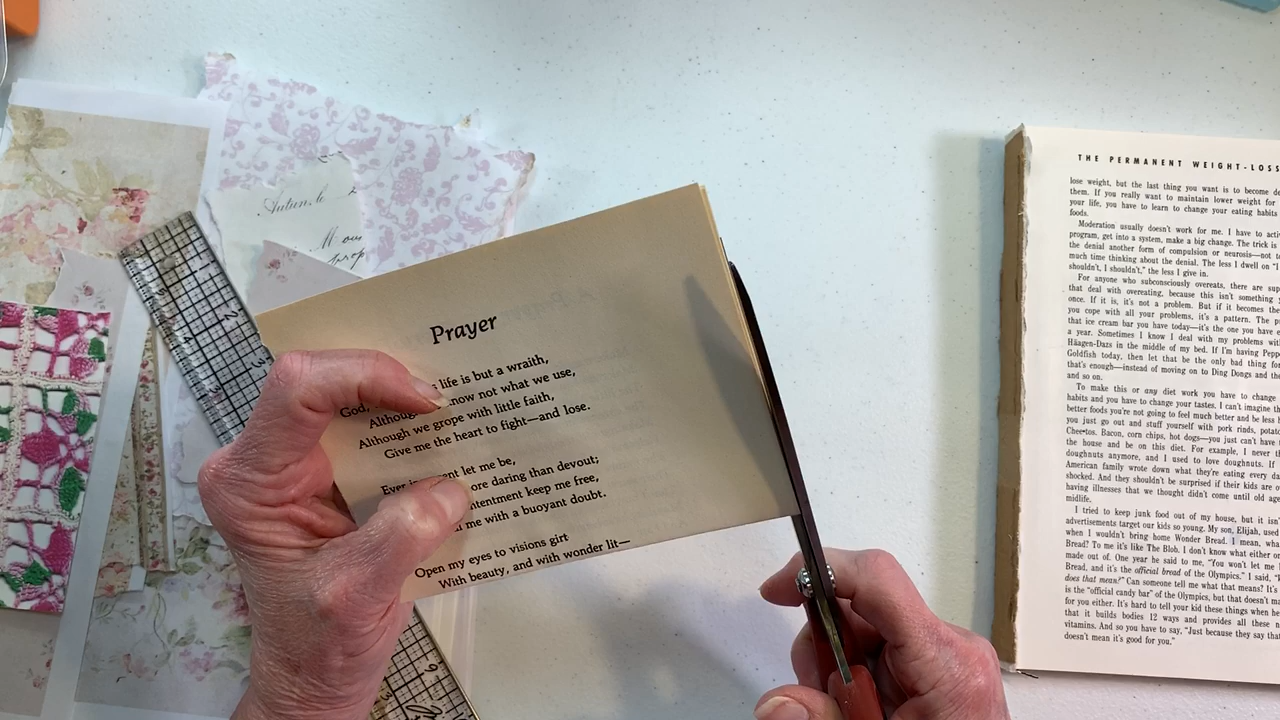 Prayer
life is but a wraith,
God,
Although know not what we use,
Although we grope with little faith,
Give me the heart to fight—and lose.
let me be,
ore daring than devout;
ntentment keep me free,
me with a buoyant doubt.
Open my eyes to visions girt
With beauty, and with wonder lit—
THE PERMANENT WEIGHT-LOSS
lose weight, but the last thing you want is to become de
them. If you really want to maintain lower weight for
your life, you have to learn to change your eating habits
foods.
Moderation usually doesn't work for me. I have to acti
program, get into a system, make a big change. The trick is
the denial another form of compulsion or neurosis—not to
much time thinking about the denial. The less I dwell on "I
shouldn't, I shouldn't," the less I give in.
For anyone who subconsciously overeats, there are sup
that deal with overeating, because this isn't something
once. If it is, it's not a problem. But if it becomes the
you cope with all your problems, it's a pattern. The p
that ice cream bar you have today—it's the one you have e
a year. Sometimes I know I deal with my problems wit
Häagen-Dazs in the middle of my bed. If I'm having Pepp
Goldfish today, then let that be the only bad thing for
that's enough—instead of moving on to Ding Dongs and the
and so on.
To make this or any diet work you have to change
habits and you have to change your tastes. I can't imagine th
better foods you're not going to feel much better and be less h
you just go out and stuff yourself with pork rinds, potato
Cheetos. Bacon, corn chips, hot dogs—you just can't have
the house and be on this diet. For example, I never t
doughnuts anymore, and I used to love doughnuts. If
American family wrote down what they're eating every da
shocked. And they shouldn't be surprised if their kids are o
having illnesses that we thought didn't come until old age
midlife.
I tried to keep junk food out of my house, but it isn
advertisements target our kids so young. My son, Elijah, used
when I wouldn't bring home Wonder Bread. I mean, wha
Bread? To me it's like The Blob. I don't know what either on
made out of. One year he said to me, "You won't let me
Bread, and it's the official bread of the Olympics." I said, "
does that mean?" Can someone tell me what that means? It's
is the "official candy bar" of the Olympics, but that doesn't ma
for you either. It's hard to tell your kid these things when he
that it builds bodies 12 ways and provides all these n
vitamins. And so you have to say, "Just because they say that
doesn't mean it's good for you."